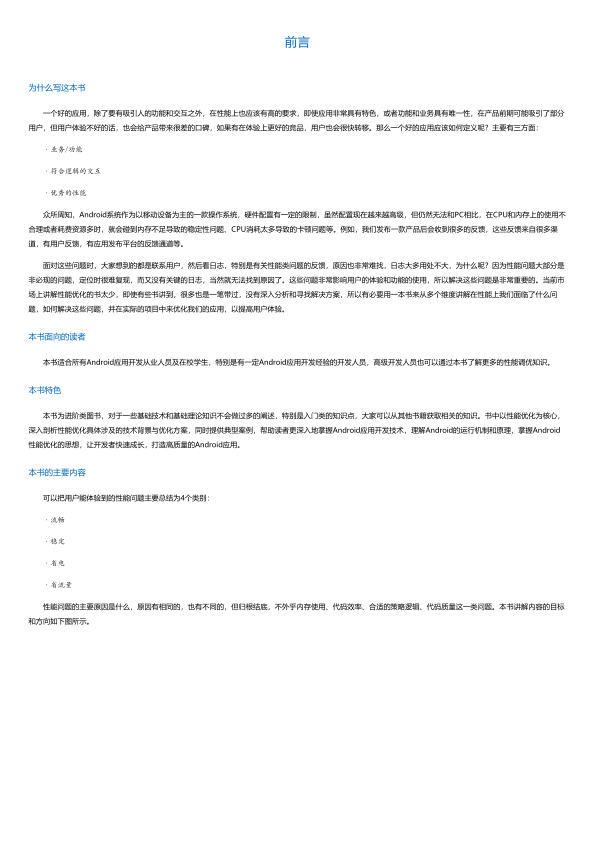 前言
为什么写这本书
一个好的应用，除了要有吸引人的功能和交互之外，在性能上也应该有高的要求，即使应用非常具有特色，或者功能和业务具有唯一性，在产品前期可能吸引了部分
用户，但用户体验不好的话，也会给产品带来很差的口碑，如果有在体验上更好的竞品，用户也会很快转移。那么一个好的应用应该如何定义呢？主要有三方面：
· 业务/功能
· 符合逻辑的交互
· 优秀的性能
众所周知，Android系统作为以移动设备为主的一款操作系统，硬件配置有一定的限制，虽然配置现在越来越高级，但仍然无法和PC相比，在CPU和内存上的使用不
合理或者耗费资源多时，就会碰到内存不足导致的稳定性问题、CPU消耗太多导致的卡顿问题等。例如，我们发布一款产品后会收到很多的反馈，这些反馈来自很多渠
道，有用户反馈，有应用发布平台的反馈通道等。
面对这些问题时，大家想到的都是联系用户，然后看日志，特别是有关性能类问题的反馈，原因也非常难找，日志大多用处不大，为什么呢？因为性能问题大部分是
非必现的问题，定位时很难复现，而又没有关键的日志，当然就无法找到原因了。这些问题非常影响用户的体验和功能的使用，所以解决这些问题是非常重要的。当前市
场上讲解性能优化的书太少，即使有些书讲到，很多也是一笔带过，没有深入分析和寻找解决方案，所以有必要用一本书来从多个维度讲解在性能上我们面临了什么问
题，如何解决这些问题，并在实际的项目中来优化我们的应用，以提高用户体验。
本书面向的读者
本书适合所有Android应用开发从业人员及在校学生，特别是有一定Android应用开发经验的开发人员，高级开发人员也可以通过本书了解更多的性能调优知识。
本书特色
本书为进阶类图书，对于一些基础技术和基础理论知识不会做过多的阐述，特别是入门类的知识点，大家可以从其他书籍获取相关的知识。书中以性能优化为核心，
深入剖析性能优化具体涉及的技术背景与优化方案，同时提供典型案例，帮助读者更深入地掌握Android应用开发技术，理解Android的运行机制和原理，掌握Android
性能优化的思想，让开发者快速成长，打造高质量的Android应用。
本书的主要内容
可以把用户能体验到的性能问题主要总结为4个类别：
· 流畅
· 稳定
· 省电
· 省流量
性能问题的主要原因是什么，原因有相同的，也有不同的，但归根结底，不外乎内存使用、代码效率、合适的策略逻辑、代码质量这一类问题。本书讲解内容的目标
和方向如下图所示。